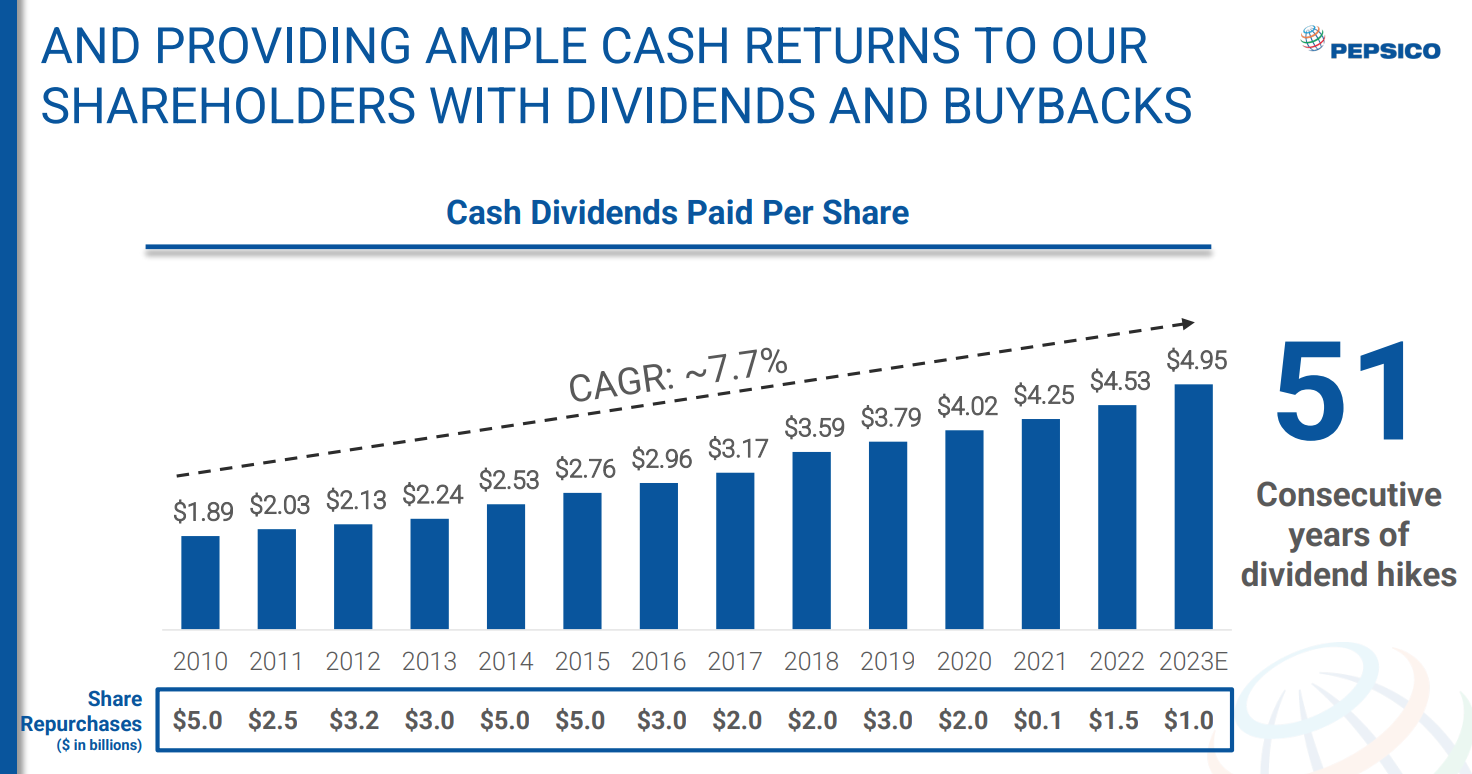 AND PROVIDING AMPLE CASH RETURNS TO OUR
SHAREHOLDERS WITH DIVIDENDS AND BUYBACKS
PEPSICO
Cash Dividends Paid Per Share
CAGR: ~7.7%
$1.89 $2.03 $2.13 $2.24 $2.53 $2.76 $2.96 $3.17 $3.59 $3.79 $4.02 $4.25 $4.53 $4.95
2010 2011 2012 2013 2014 2015 2016 2017 2018 2019 2020 2021 2022 2023E
51
Consecutive
years of
dividend hikes
Share
Repurchases
($ in billions)
$5.0 $2.5 $3.2 $3.0 $5.0 $5.0 $3.0 $2.0 $2.0 $3.0 $2.0 $0.1 $1.5 $1.0